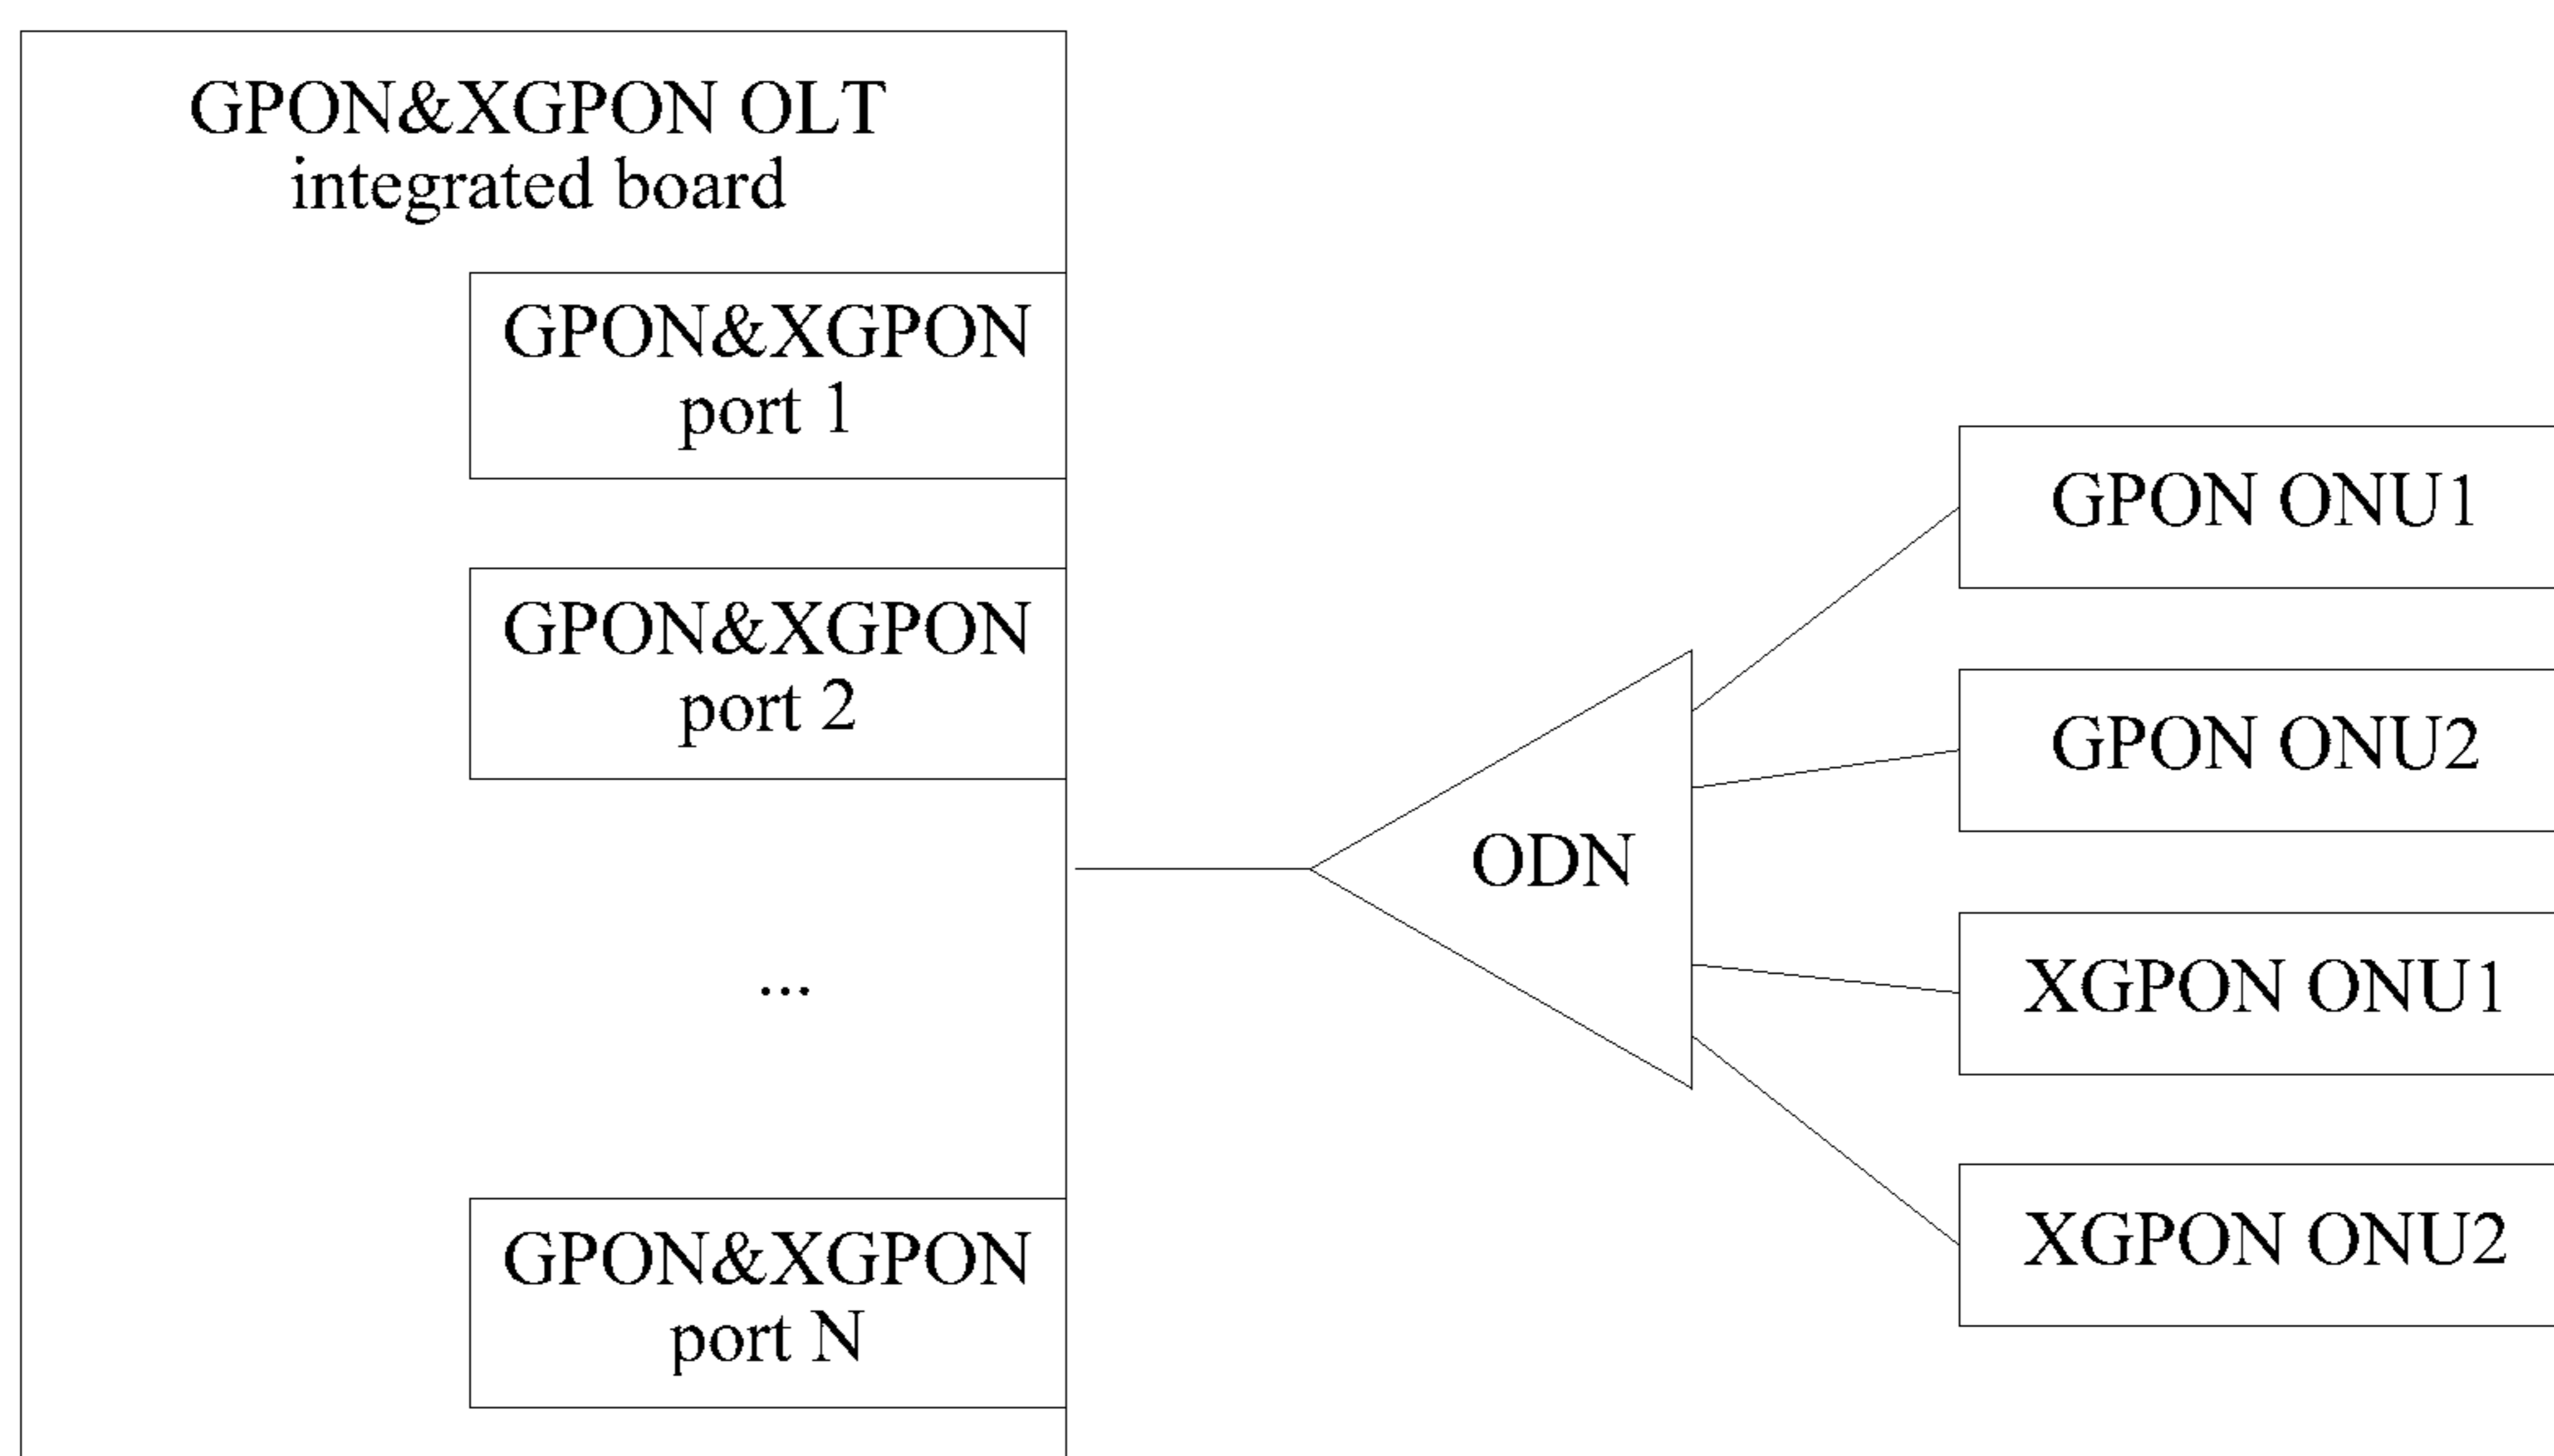 GPON&XGPON OLT
integrated board
GPON&XGPON
port 1
GPON&XGPON
port 2
...
GPON&XGPON
port N
ODN
GPON ONU1
GPON ONU2
XGPON ONU1
XGPON ONU2